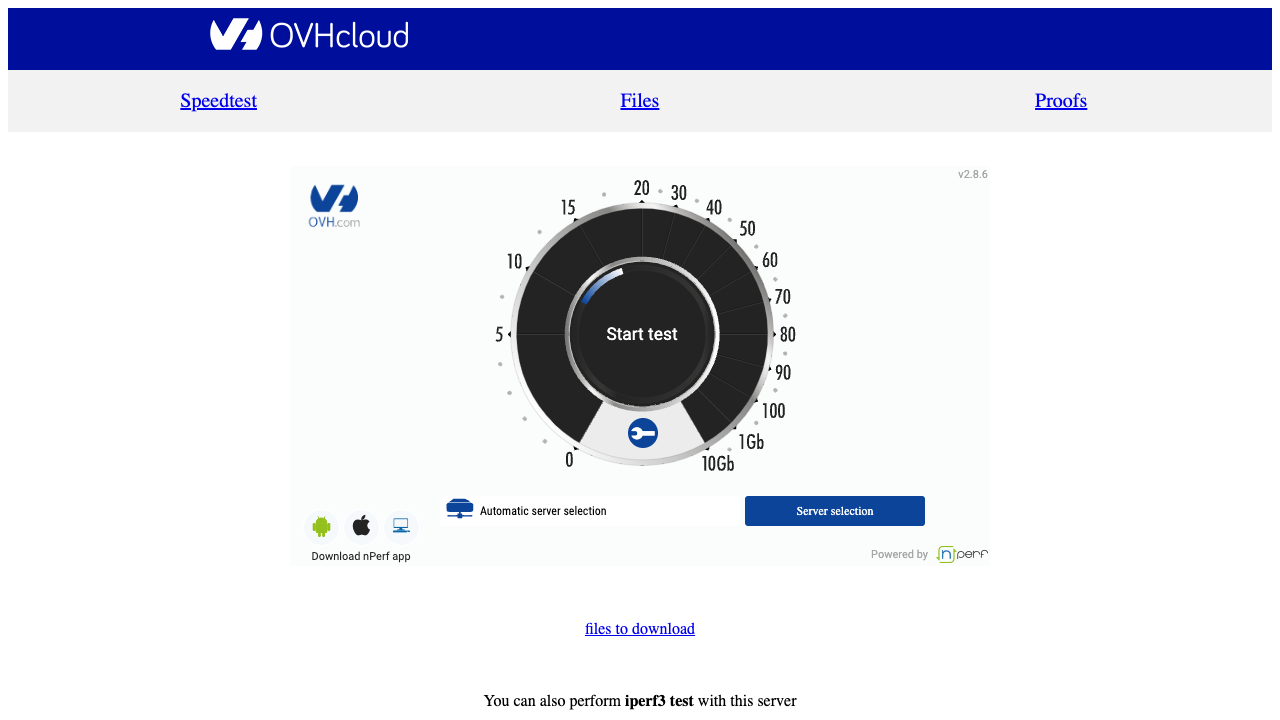 OVHcloud
Speedtest
Files
Proofs
v2.8.6
OVH.com
20
15
30
40
10
50
60
70
5
80
90
100
1Gb
0
10Gb
Start test
Automatic server selection
Server selection
Download nPerf app
Powered by nperf
files to download
You can also perform iperf3 test with this server